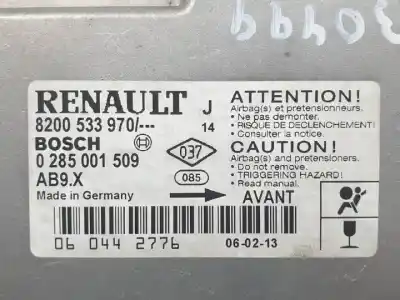 RENAULT J
8200 533 970/--- 14
BOSCH
0 285 001 509
AB9.X
Made in Germany
037
085
AVANT
ATTENTION!
Airbag(s) et pretensionneurs.
• Ne pas demonter.
• RISQUE DE DECLENCHEMENT!
• Consulter la notice.
CAUTION!
Airbag(s) and pretensioners.
• Do not remove.
• TRIGGERING HAZARD!
• Read manual.
06 044 2776
06-02-13